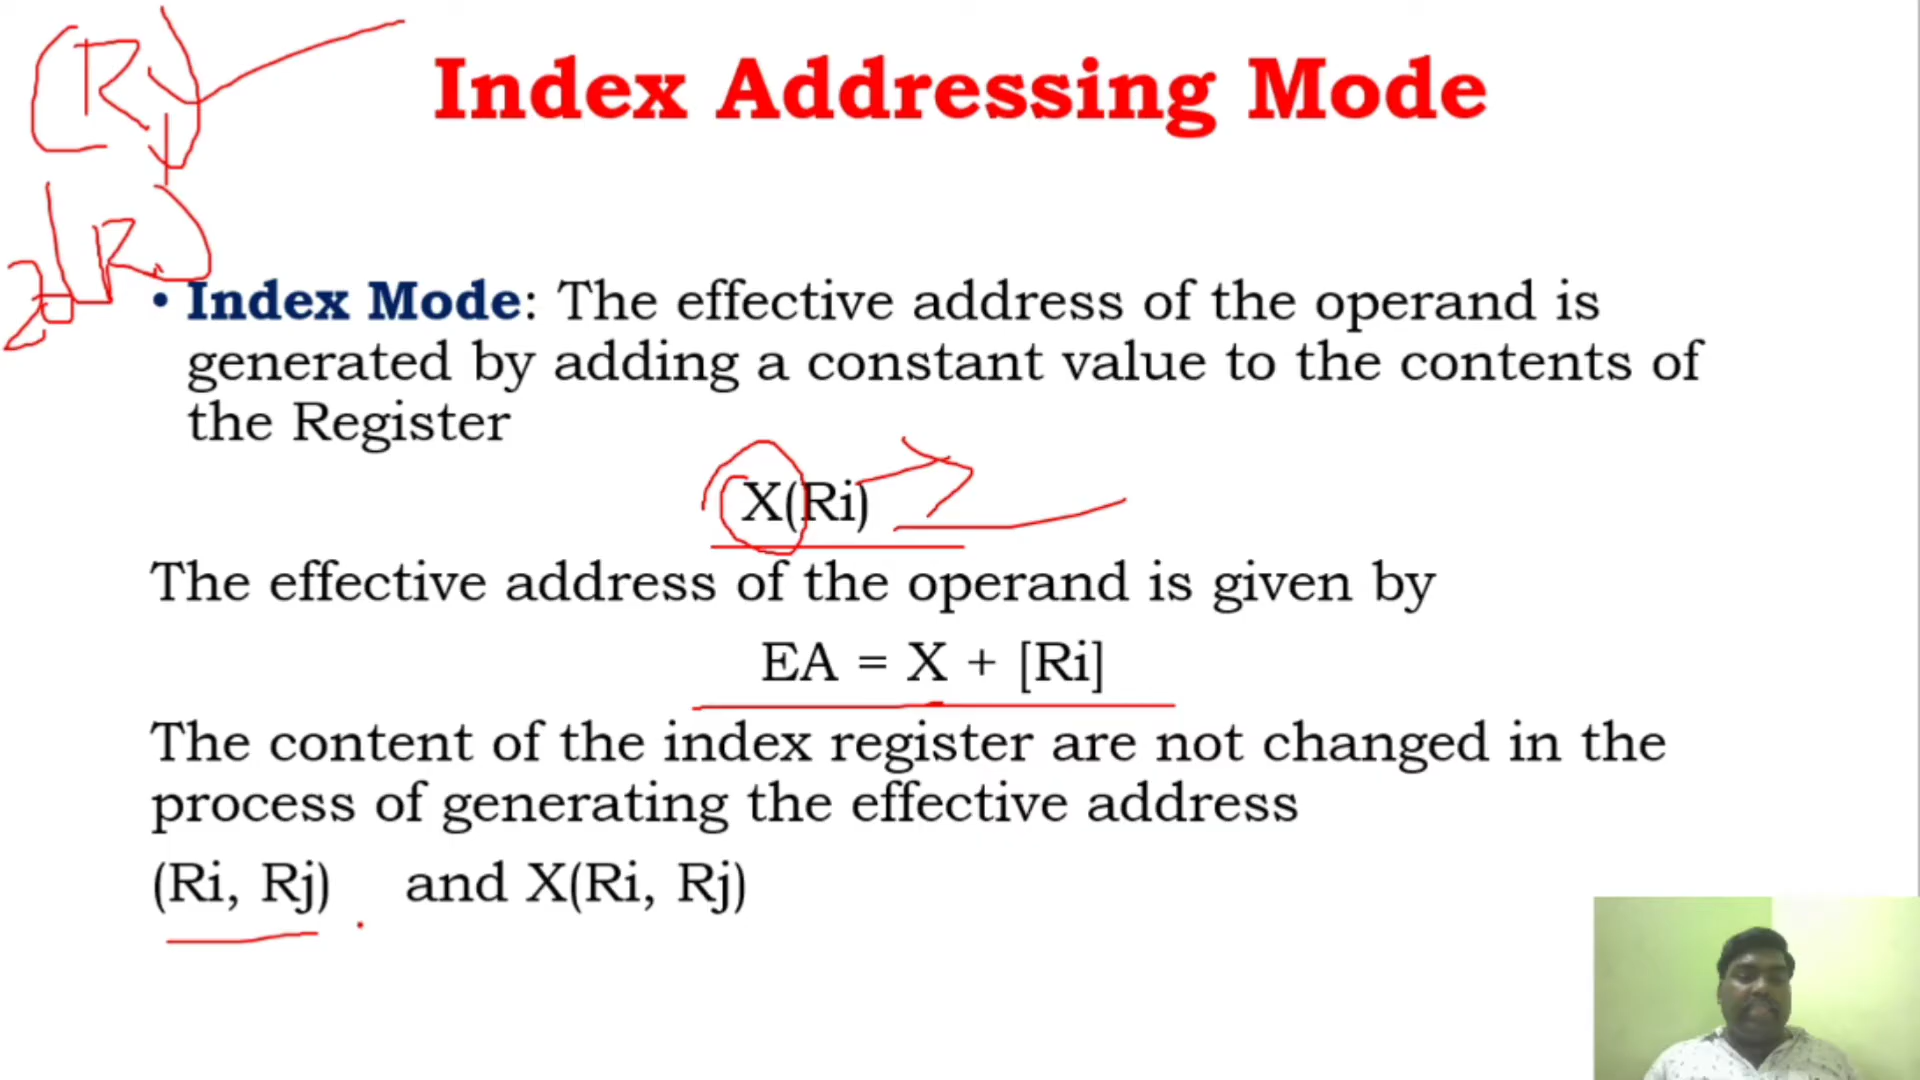 (Ri)
Index Addressing Mode
(Ri)
• Index Mode: The effective address of the operand is
generated by adding a constant value to the contents of
the Register
X(Ri)
The effective address of the operand is given by
EA = X + [Ri]
The content of the index register are not changed in the
process of generating the effective address
(Ri, Rj) and X(Ri, Rj)